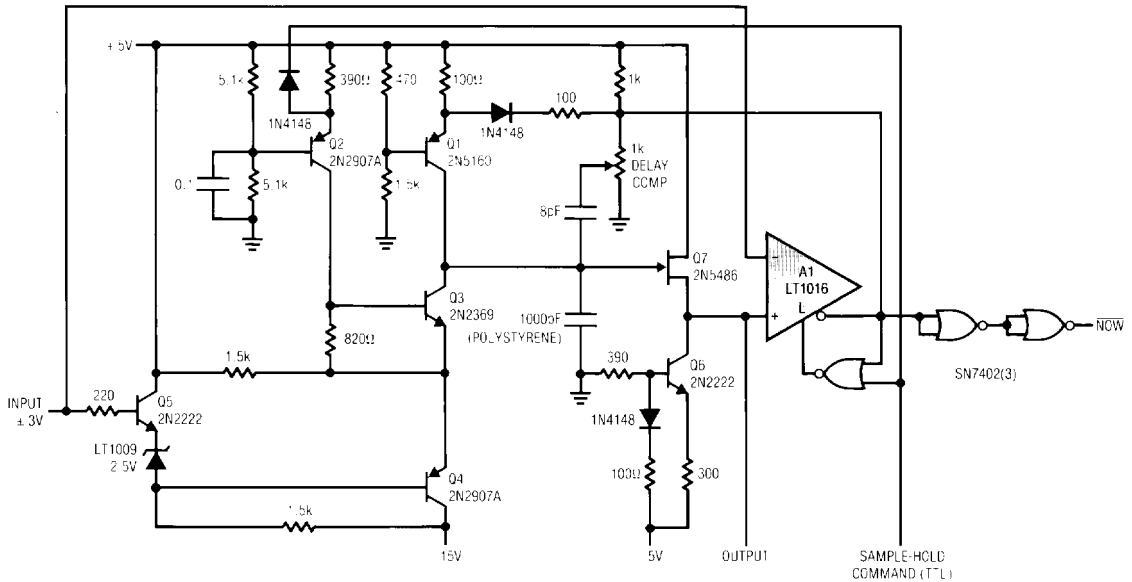 + 5V
5.1k
390Ω
470
100Ω
1k
100
1N4148
1N4148
Q2
2N2907A
Q1
2N5160
1k
DELAY
COMP
0.1
5.1k
1.5k
8pF
Q7
2N5486
A1
LT1016
L
−
+
Q3
2N2369
1000pF
(POLYSTYRENE)
820Ω
NOW
SN7402(3)
1.5k
390
Q6
2N2222
INPUT
± 3V
220
Q5
2N2222
1N4148
LT1009
2.5V
Q4
2N2907A
100Ω
300
1.5k
15V
5V
OUTPUT
SAMPLE-HOLD
COMMAND (TTL)